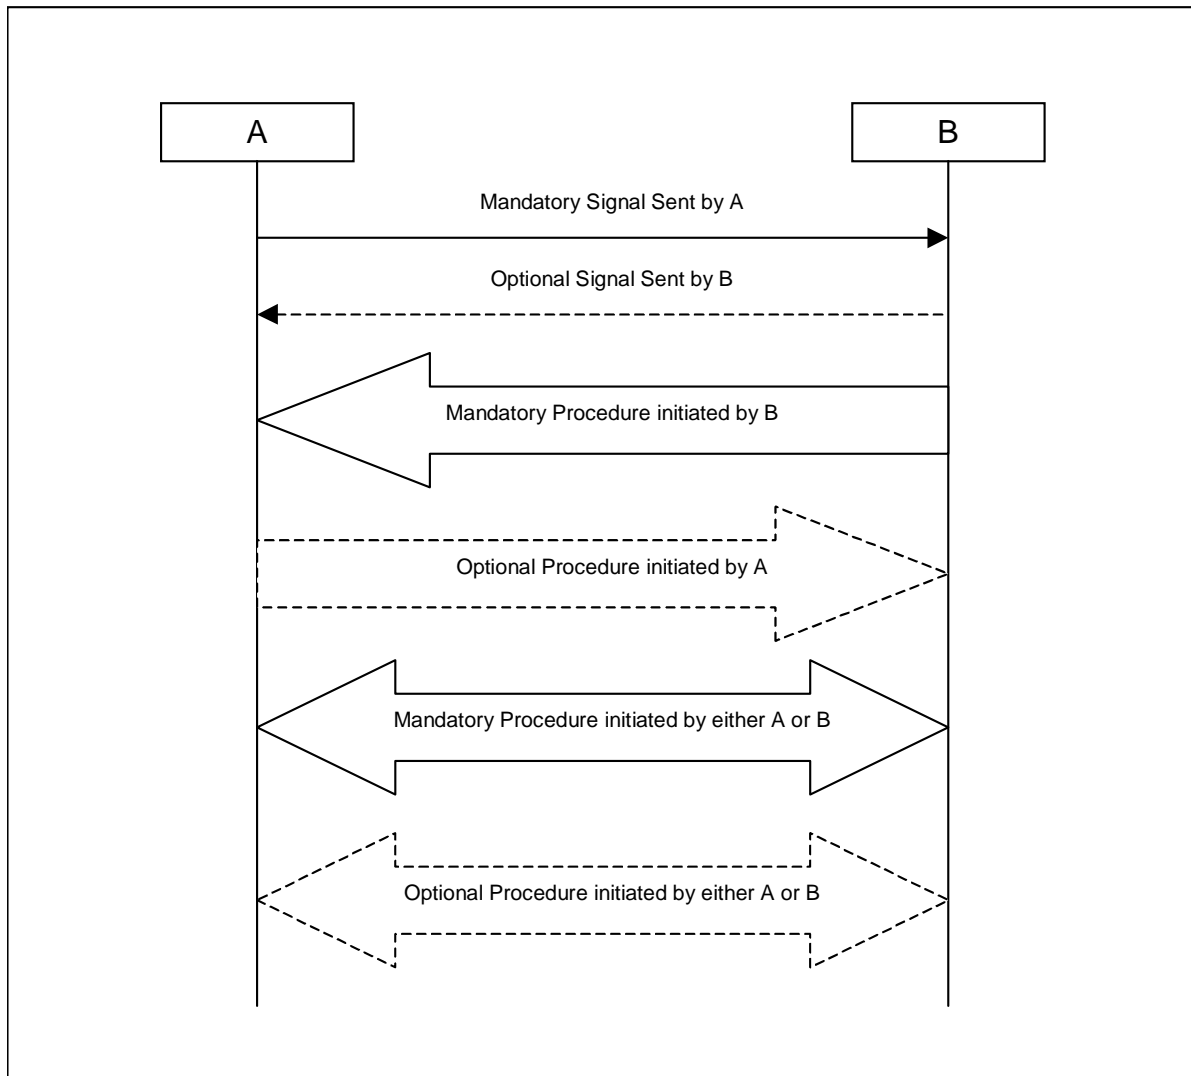 A
B
Mandatory Signal Sent by A
Optional Signal Sent by B
Mandatory Procedure initiated by B
Optional Procedure initiated by A
Mandatory Procedure initiated by either A or B
Optional Procedure initiated by either A or B